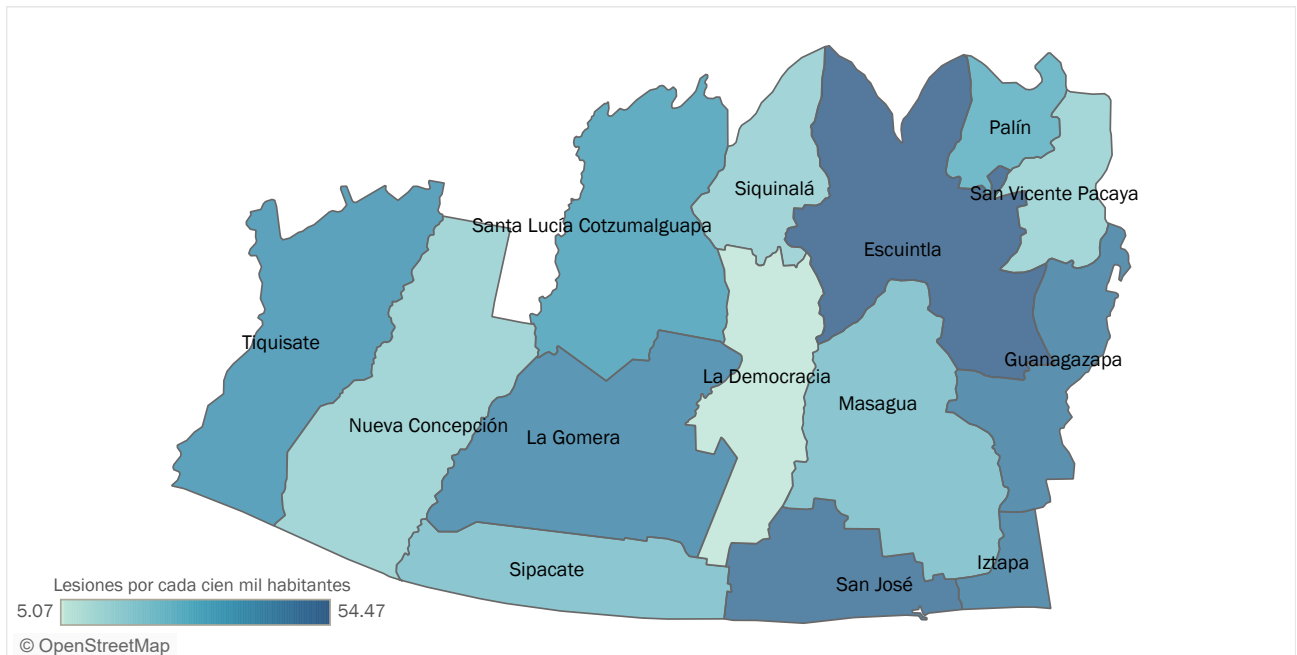 Palín
Siquinalá
San Vicente Pacaya
Santa Lucía Cotzumalguapa
Escuintla
Tiquisate
Guanagazapa
La Democracia
Masagua
Nueva Concepción
La Gomera
Iztapa
Sipacate
San José
Lesiones por cada cien mil habitantes
5.07 54.47
© OpenStreetMap